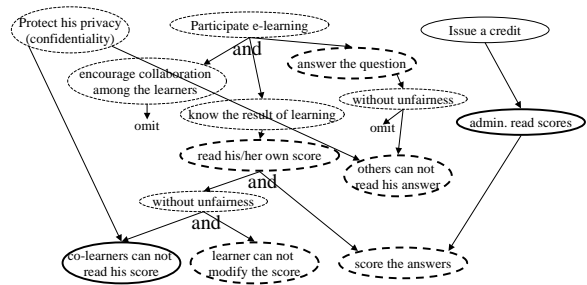 Protect his privacy
(confidentiality)
Participate e-learning
Issue a credit
and
answer the question
encourage collaboration
among the learners
without unfairness
omit
know the result of learning
omit
admin. read scores
read his/her own score
others can not
read his answer
and
without unfairness
and
co-learners can not
read his score
learner can not
modify the score
score the answers